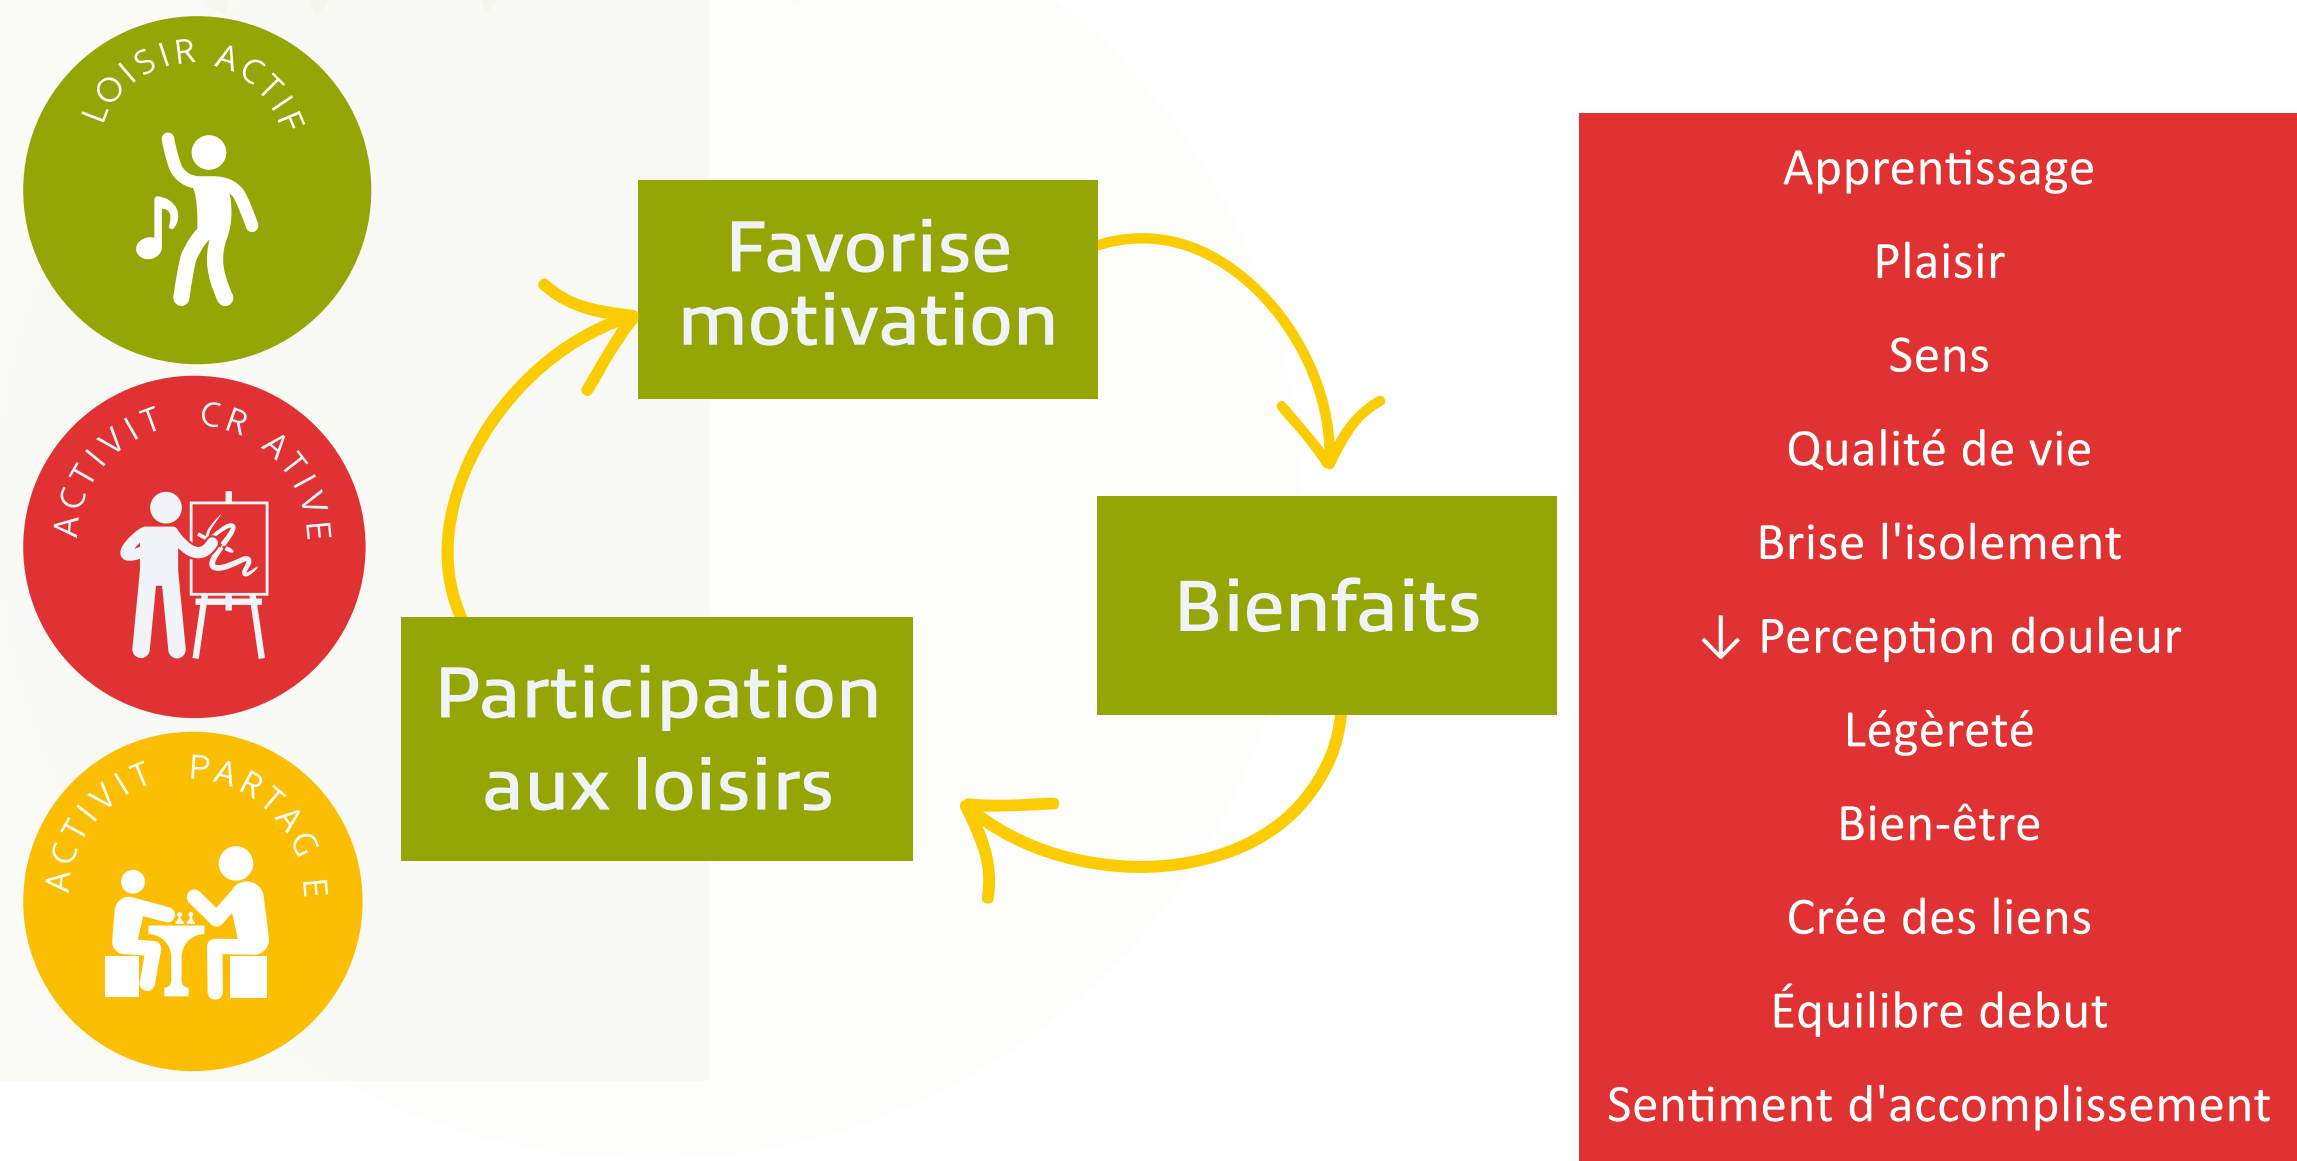 LOISIR ACTIF
ACTIVIT CR ATIVE
ACTIVIT PARTAG E
Favorise
motivation
Bienfaits
Participation
aux loisirs
Apprentissage
Plaisir
Sens
Qualité de vie
Brise l'isolement
↓ Perception douleur
Légèreté
Bien-être
Crée des liens
Équilibre debut
Sentiment d'accomplissement